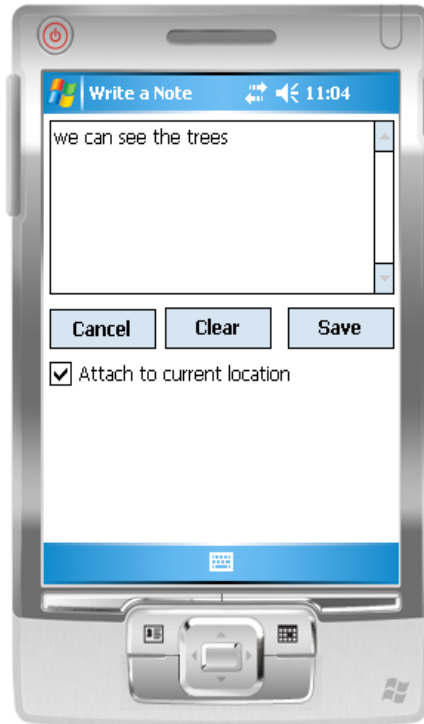 Write a Note 11:04
we can see the trees
Cancel Clear Save
Attach to current location